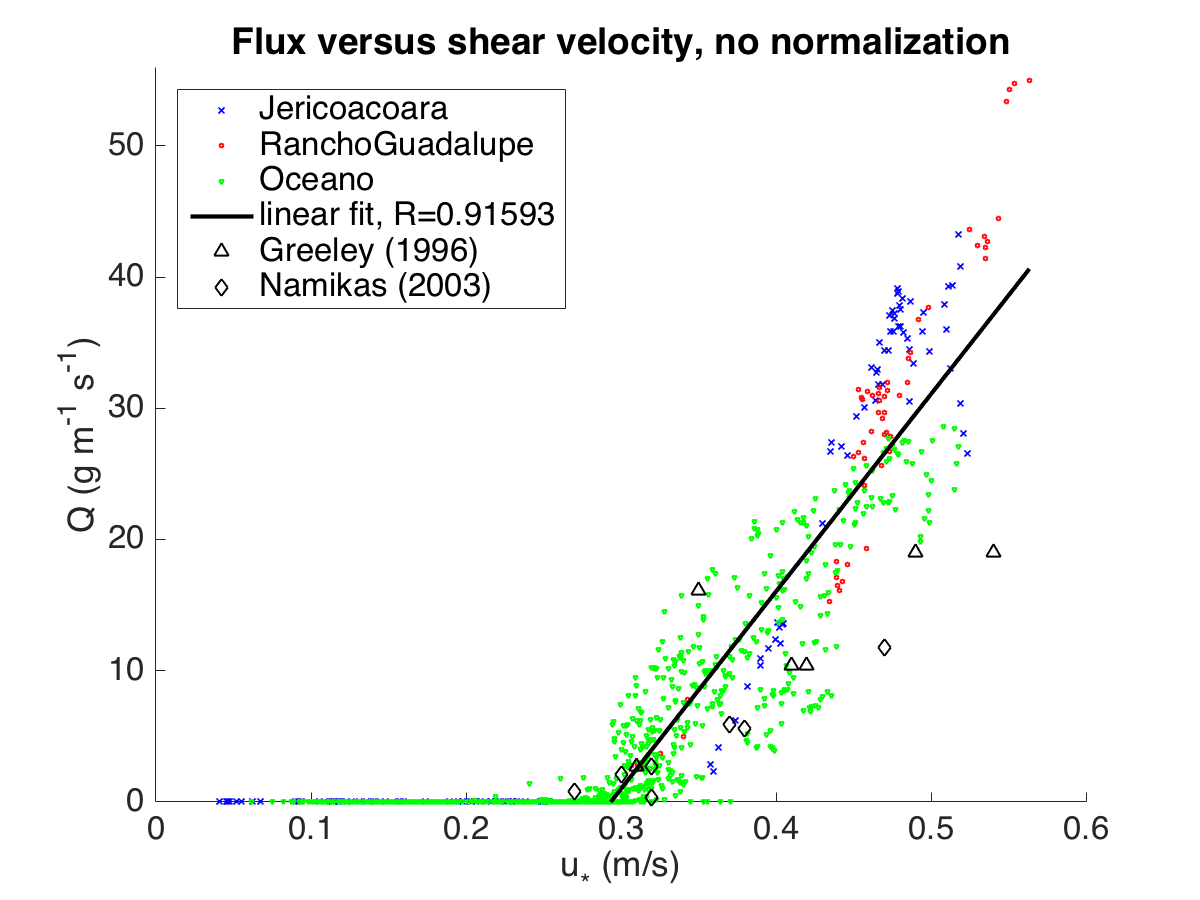 Flux versus shear velocity, no normalization
Jericoacoara
RanchoGuadalupe
Oceano
linear fit, R=0.91593
Greeley (1996)
Namikas (2003)
50
40
30
20
10
0
Q (g m⁻¹ s⁻¹)
0 0.1 0.2 0.3 0.4 0.5 0.6
u* (m/s)